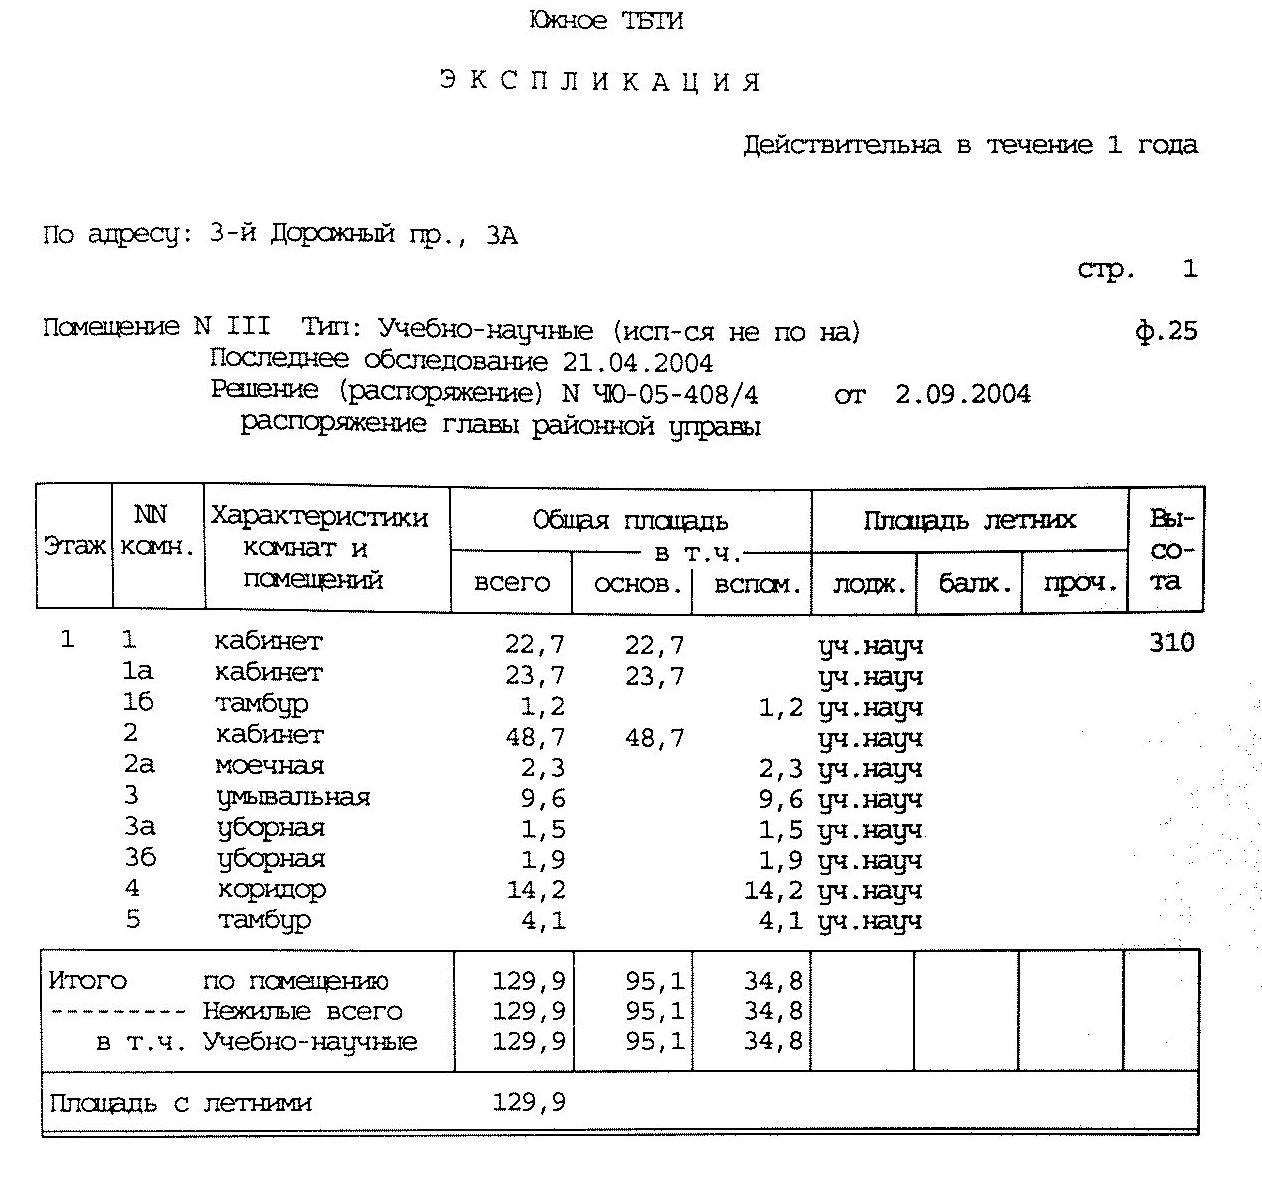 Южное ТБТИ
ЭКСПЛИКАЦИЯ
Действительна в течение 1 года
По адресу: 3-й Дорожный пр., 3А
стр. 1
Помещение N III Тип: Учебно-научные (исп-ся не по на) ф.25
Последнее обследование 21.04.2004
Решение (распоряжение) N ЧЮ-05-408/4 от 2.09.2004
распоряжение главы районной управы
Этаж NN комн. Характеристики комнат и помещений Общая площадь Площадь летних Вы-со-та
в т.ч.
всего основ. вспом. лодж. балк. проч.
1 1 кабинет 22,7 22,7 уч.науч 310
1а кабинет 23,7 23,7 уч.науч
1б тамбур 1,2 1,2 уч.науч
2 кабинет 48,7 48,7 уч.науч
2а моечная 2,3 2,3 уч.науч
3 умывальная 9,6 9,6 уч.науч
3а уборная 1,5 1,5 уч.науч
3б уборная 1,9 1,9 уч.науч
4 коридор 14,2 14,2 уч.науч
5 тамбур 4,1 4,1 уч.науч
Итого по помещению 129,9 95,1 34,8
--------- Нежилые всего 129,9 95,1 34,8
в т.ч. Учебно-научные 129,9 95,1 34,8
Площадь с летними 129,9